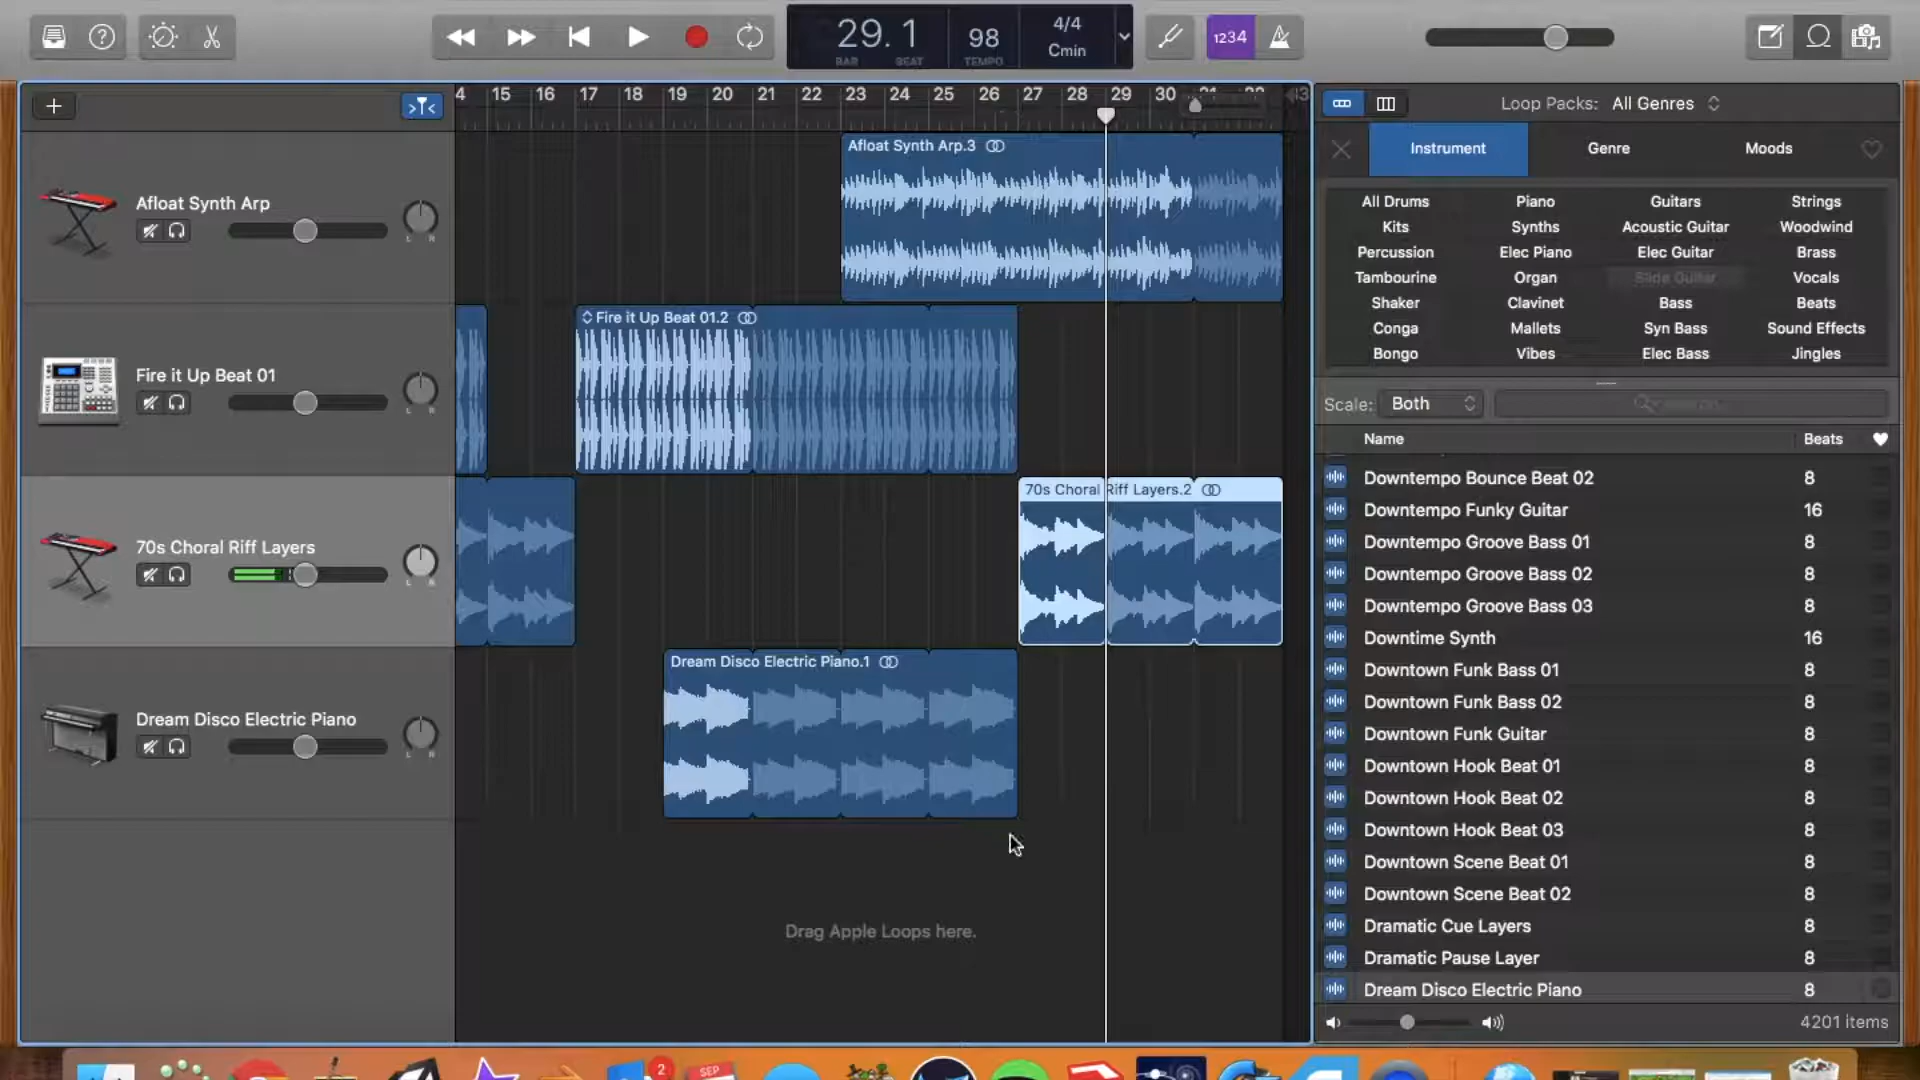 29.1
98
4/4
Cmin
BAR
BEAT
TEMPO
1234
4 15 16 17 18 19 20 21 22 23 24 25 26 27 28 29 30
Loop Packs: All Genres
Instrument
Genre
Moods
All Drums Piano Guitars Strings
Kits Synths Acoustic Guitar Woodwind
Percussion Elec Piano Elec Guitar Brass
Tambourine Organ Slide Guitar Vocals
Shaker Clavinet Bass Beats
Conga Mallets Syn Bass Sound Effects
Bongo Vibes Elec Bass Jingles
Scale: Both
Name Beats
Downtempo Bounce Beat 02 8
Downtempo Funky Guitar 16
Downtempo Groove Bass 01 8
Downtempo Groove Bass 02 8
Downtempo Groove Bass 03 8
Downtime Synth 16
Downtown Funk Bass 01 8
Downtown Funk Bass 02 8
Downtown Funk Guitar 8
Downtown Hook Beat 01 8
Downtown Hook Beat 02 8
Downtown Hook Beat 03 8
Downtown Scene Beat 01 8
Downtown Scene Beat 02 8
Dramatic Cue Layers 8
Dramatic Pause Layer 8
Dream Disco Electric Piano 8
4201 items
Afloat Synth Arp
L R
Afloat Synth Arp.3
Fire it Up Beat 01
L R
Fire it Up Beat 01.2
70s Choral Riff Layers
L R
70s Choral Riff Layers.2
Dream Disco Electric Piano
L R
Dream Disco Electric Piano.1
Drag Apple Loops here.
2
SEP